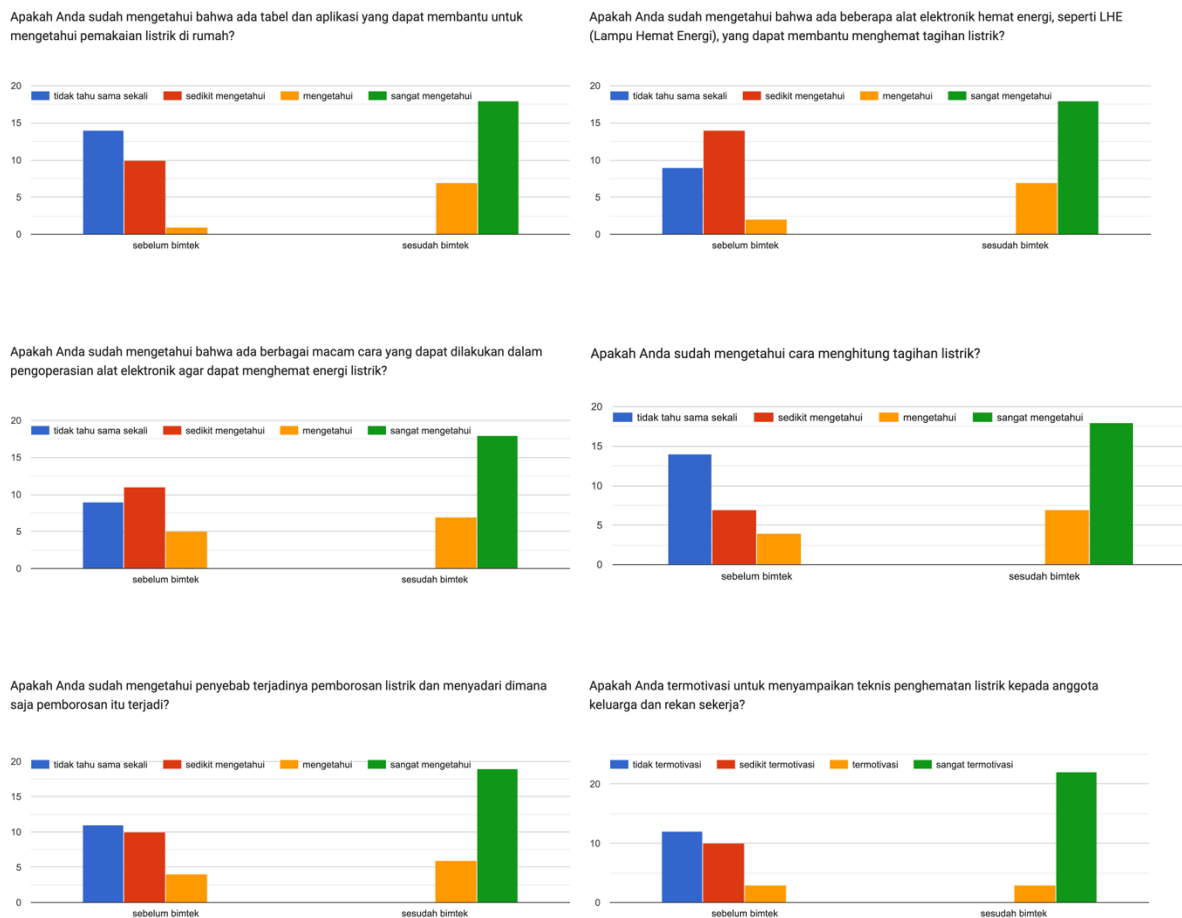 Apakah Anda sudah mengetahui bahwa ada tabel dan aplikasi yang dapat membantu untuk
mengetahui pemakaian listrik di rumah?
20
tidak tahu sama sekali sedikit mengetahui mengetahui sangat mengetahui
15
10
5
0
sebelum bimtek sesudah bimtek
Apakah Anda sudah mengetahui bahwa ada beberapa alat elektronik hemat energi, seperti LHE
(Lampu Hemat Energi), yang dapat membantu menghemat tagihan listrik?
20
tidak tahu sama sekali sedikit mengetahui mengetahui sangat mengetahui
15
10
5
0
sebelum bimtek sesudah bimtek
Apakah Anda sudah mengetahui bahwa ada berbagai macam cara yang dapat dilakukan dalam
pengoperasian alat elektronik agar dapat menghemat energi listrik?
20
tidak tahu sama sekali sedikit mengetahui mengetahui sangat mengetahui
15
10
5
0
sebelum bimtek sesudah bimtek
Apakah Anda sudah mengetahui cara menghitung tagihan listrik?
20
tidak tahu sama sekali sedikit mengetahui mengetahui sangat mengetahui
15
10
5
0
sebelum bimtek sesudah bimtek
Apakah Anda sudah mengetahui penyebab terjadinya pemborosan listrik dan menyadari dimana
saja pemborosan itu terjadi?
20
tidak tahu sama sekali sedikit mengetahui mengetahui sangat mengetahui
15
10
5
0
sebelum bimtek sesudah bimtek
Apakah Anda termotivasi untuk menyampaikan teknis penghematan listrik kepada anggota
keluarga dan rekan sekerja?
tidak termotivasi sedikit termotivasi termotivasi sangat termotivasi
20
10
0
sebelum bimtek sesudah bimtek